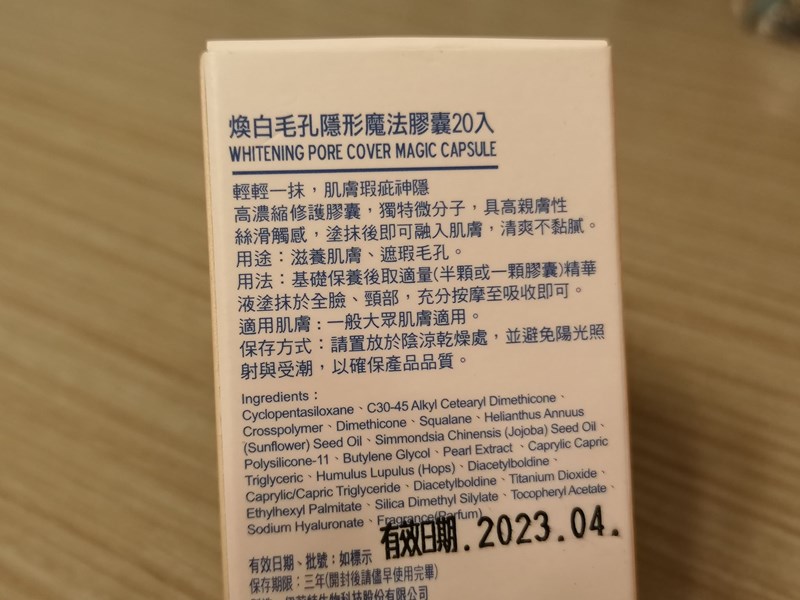 煥白毛孔隱形魔法膠囊20入
WHITENING PORE COVER MAGIC CAPSULE
輕輕一抹，肌膚瑕疵神隱
高濃縮修護膠囊，獨特微分子，具高親膚性
絲滑觸感，塗抹後即可融入肌膚，清爽不黏膩。
用途：滋養肌膚、遮瑕毛孔。
用法：基礎保養後取適量(半顆或一顆膠囊)精華
液塗抹於全臉、頸部，充分按摩至吸收即可。
適用肌膚：一般大眾肌膚適用。
保存方式：請置放於陰涼乾燥處，並避免陽光照
射與受潮，以確保產品品質。
Ingredients：
Cyclopentasiloxane、C30-45 Alkyl Cetearyl Dimethicone、
Crosspolymer、Dimethicone、Squalane、Helianthus Annuus
(Sunflower) Seed Oil、Simmondsia Chinensis (Jojoba) Seed Oil、
Polysilicone-11、Butylene Glycol、Pearl Extract、Caprylic Capric
Triglyceric、Humulus Lupulus (Hops)、Diacetylboldine、
Caprylic/Capric Triglyceride、Diacetylboldine、Titanium Dioxide、
Ethylhexyl Palmitate、Silica Dimethyl Silylate、Tocopheryl Acetate、
Sodium Hyaluronate、Fragrance(Parfum)
有效日期.2023.04.
有效日期、批號：如標示
保存期限：三年(開封後請儘早使用完畢)
生物科技股份有限公司